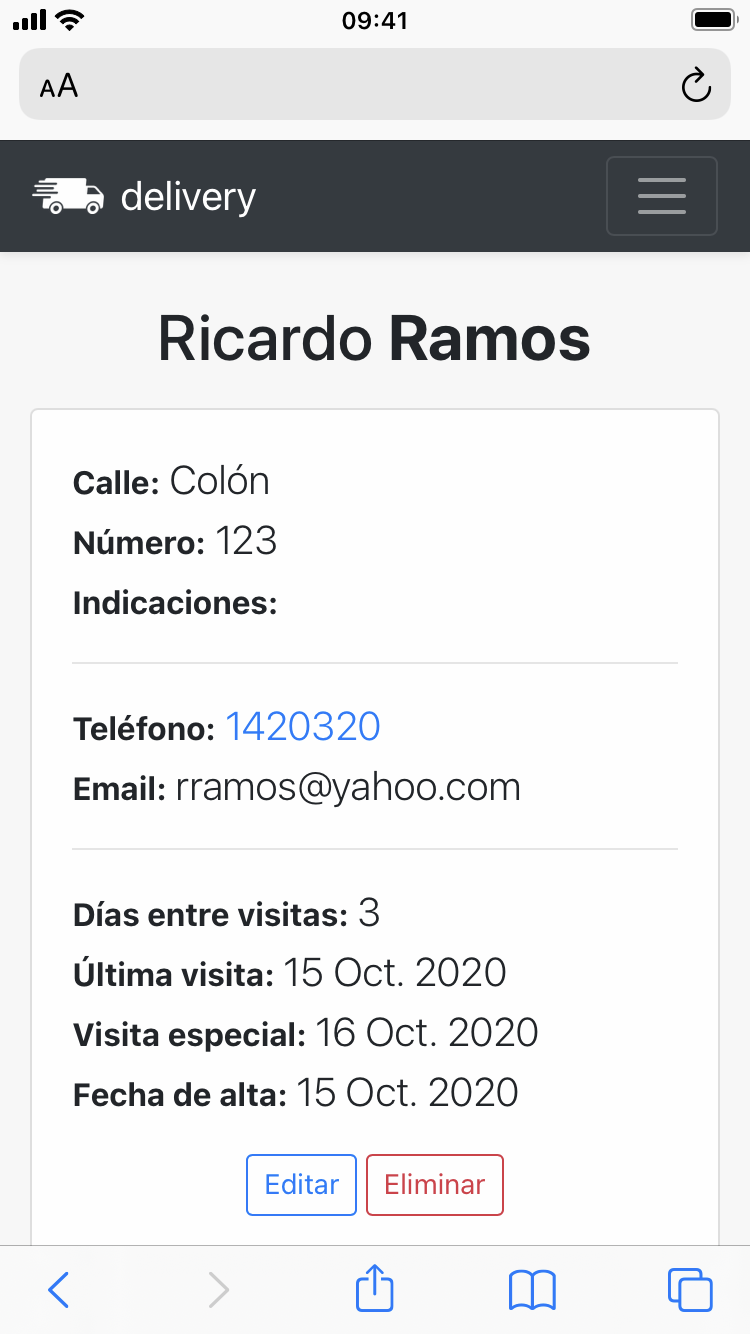 09:41
AA
delivery
Ricardo Ramos
Calle: Colón
Número: 123
Indicaciones:
Teléfono: 1420320
Email: rramos@yahoo.com
Días entre visitas: 3
Última visita: 15 Oct. 2020
Visita especial: 16 Oct. 2020
Fecha de alta: 15 Oct. 2020
Editar Eliminar